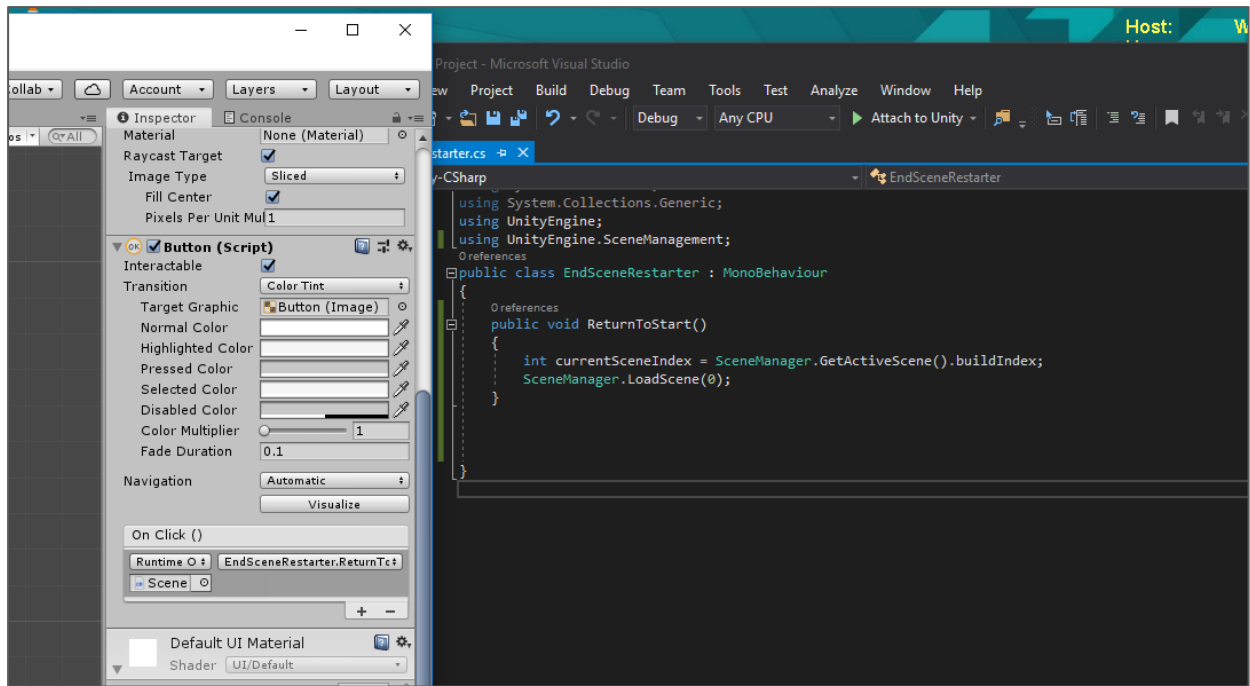 Host:
Project - Microsoft Visual Studio
Collab Account Layers Layout
ew Project Build Debug Team Tools Test Analyze Window Help
Debug Any CPU Attach to Unity
Inspector Console
os All
Material None (Material)
Raycast Target
Image Type Sliced
Fill Center
Pixels Per Unit Mul 1
Button (Script)
Interactable
Transition Color Tint
Target Graphic Button (Image)
Normal Color
Highlighted Color
Pressed Color
Selected Color
Disabled Color
Color Multiplier 1
Fade Duration 0.1
Navigation Automatic
Visualize
On Click ()
Runtime O EndSceneRestarter.ReturnTo
Scene
+ -
Default UI Material
Shader UI/Default
starter.cs
y-CSharp EndSceneRestarter
using System.Collections.Generic;
using UnityEngine;
using UnityEngine.SceneManagement;
0 references
public class EndSceneRestarter : MonoBehaviour
{
0 references
public void ReturnToStart()
{
int currentSceneIndex = SceneManager.GetActiveScene().buildIndex;
SceneManager.LoadScene(0);
}
}